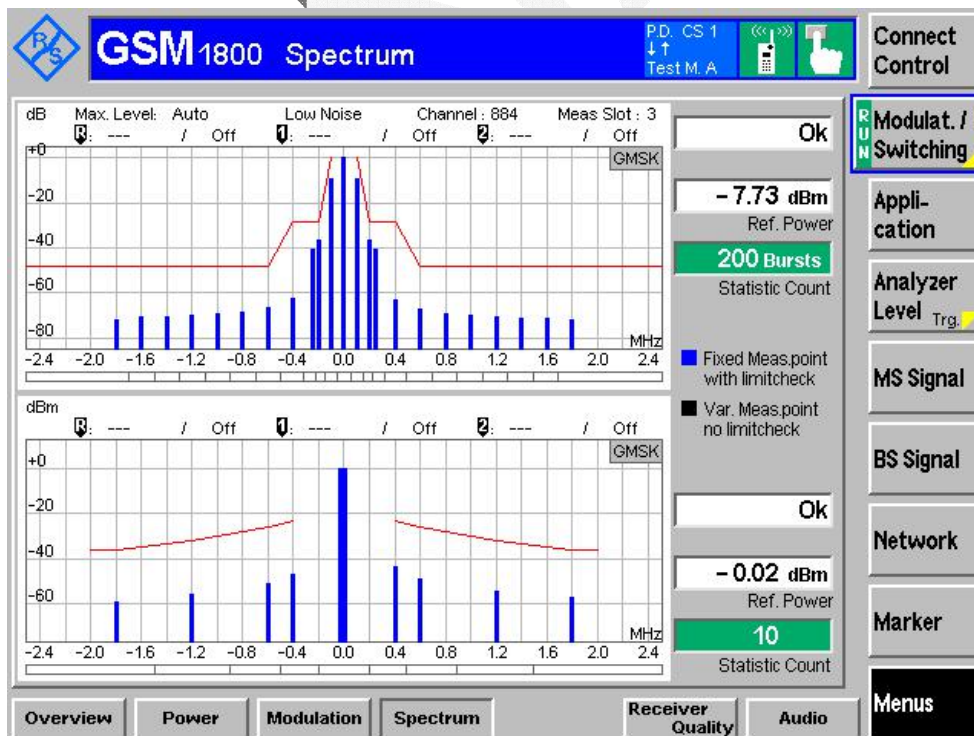 R/S
GSM 1800 Spectrum
P.D. CS 1
↓ ↑
Test M. A
Connect
Control
RUN
Modulat. /
Switching
Appli-
cation
Analyzer
Level Trg.
MS Signal
BS Signal
Network
Marker
Menus
dB Max. Level: Auto Low Noise Channel : 884 Meas Slot : 3
R: --- / Off 1: --- / Off 2: --- / Off
GMSK
+0
-20
-40
-60
-80
MHz
-2.4 -2.0 -1.6 -1.2 -0.8 -0.4 0.0 0.4 0.8 1.2 1.6 2.0 2.4
Ok
- 7.73 dBm
Ref. Power
200 Bursts
Statistic Count
Fixed Meas.point
with limitcheck
Var. Meas.point
no limitcheck
dBm
R: --- / Off 1: --- / Off 2: --- / Off
GMSK
+0
-20
-40
-60
MHz
-2.4 -2.0 -1.6 -1.2 -0.8 -0.4 0.0 0.4 0.8 1.2 1.6 2.0 2.4
Ok
- 0.02 dBm
Ref. Power
10
Statistic Count
Overview Power Modulation Spectrum Receiver
Quality Audio